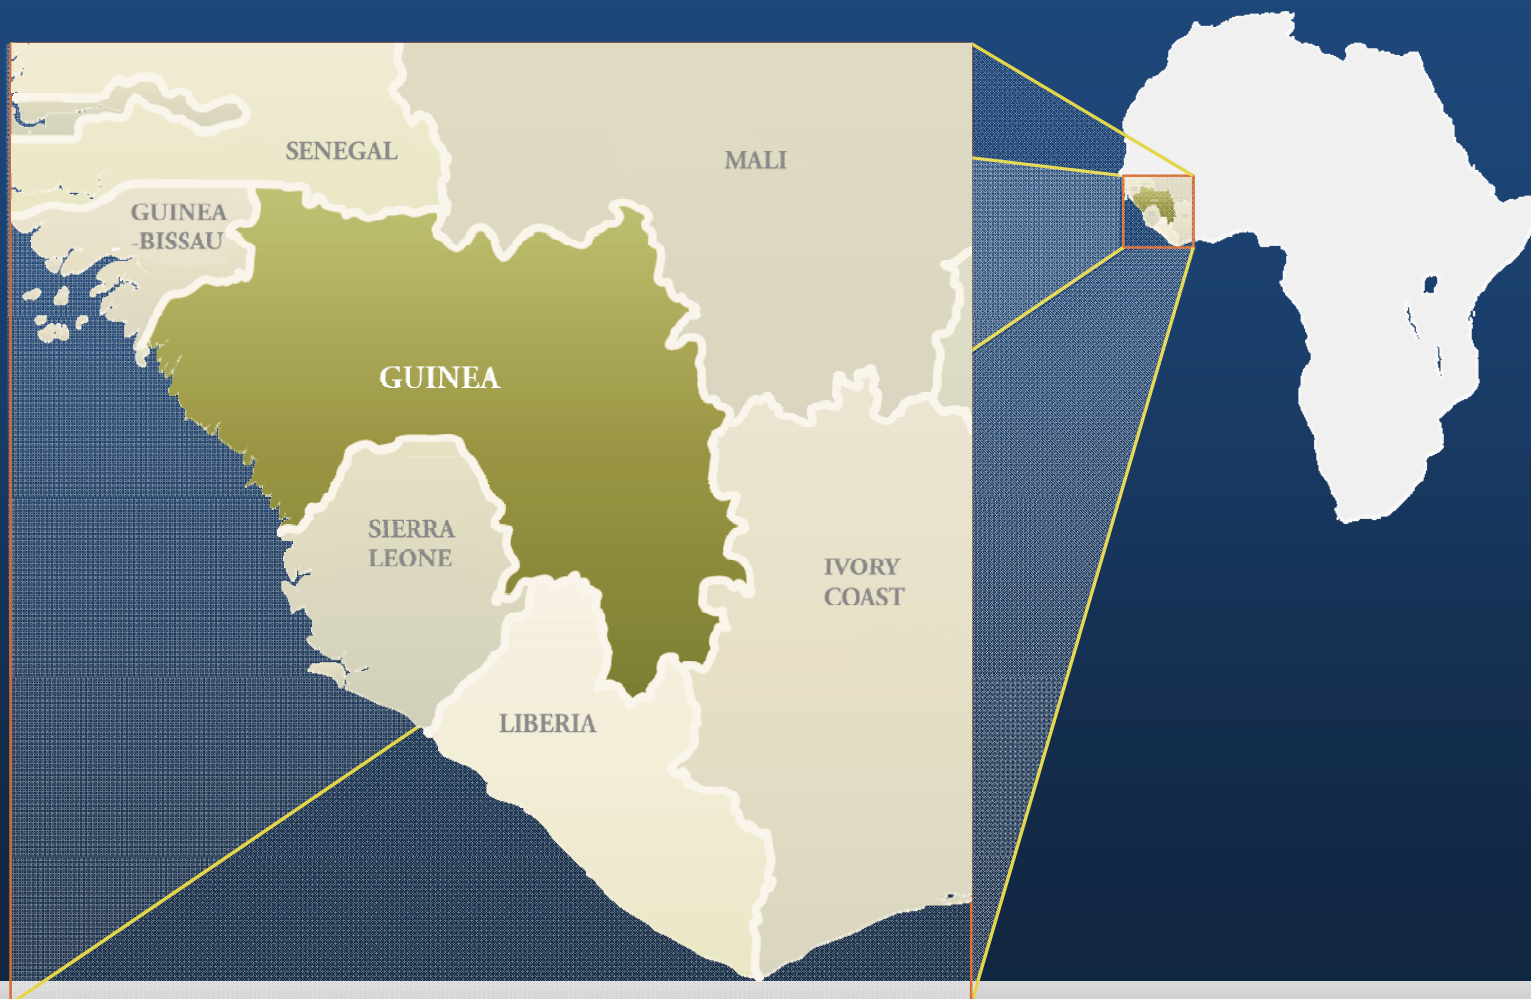 SENEGAL
MALI
GUINEA
-BISSAU
GUINEA
SIERRA
LEONE
IVORY
COAST
LIBERIA